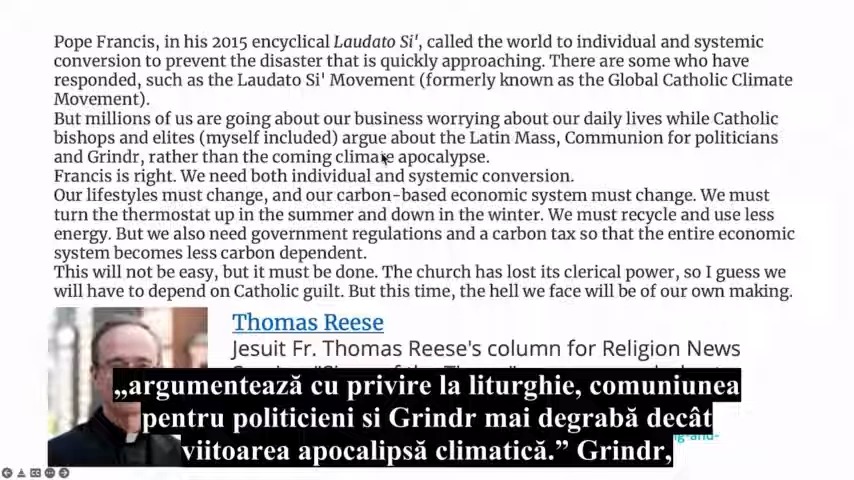 Pope Francis, in his 2015 encyclical Laudato Si', called the world to individual and systemic
conversion to prevent the disaster that is quickly approaching. There are some who have
responded, such as the Laudato Si' Movement (formerly known as the Global Catholic Climate
Movement).
But millions of us are going about our business worrying about our daily lives while Catholic
bishops and elites (myself included) argue about the Latin Mass, Communion for politicians
and Grindr, rather than the coming climate apocalypse.
Francis is right. We need both individual and systemic conversion.
Our lifestyles must change, and our carbon-based economic system must change. We must
turn the thermostat up in the summer and down in the winter. We must recycle and use less
energy. But we also need government regulations and a carbon tax so that the entire economic
system becomes less carbon dependent.
This will not be easy, but it must be done. The church has lost its clerical power, so I guess we
will have to depend on Catholic guilt. But this time, the hell we face will be of our own making.
Thomas Reese
Jesuit Fr. Thomas Reese's column for Religion News
„argumentează cu privire la liturghie, comuniunea
pentru politicieni si Grindr mai degrabă decât
viitoarea apocalipsă climatică.” Grindr,